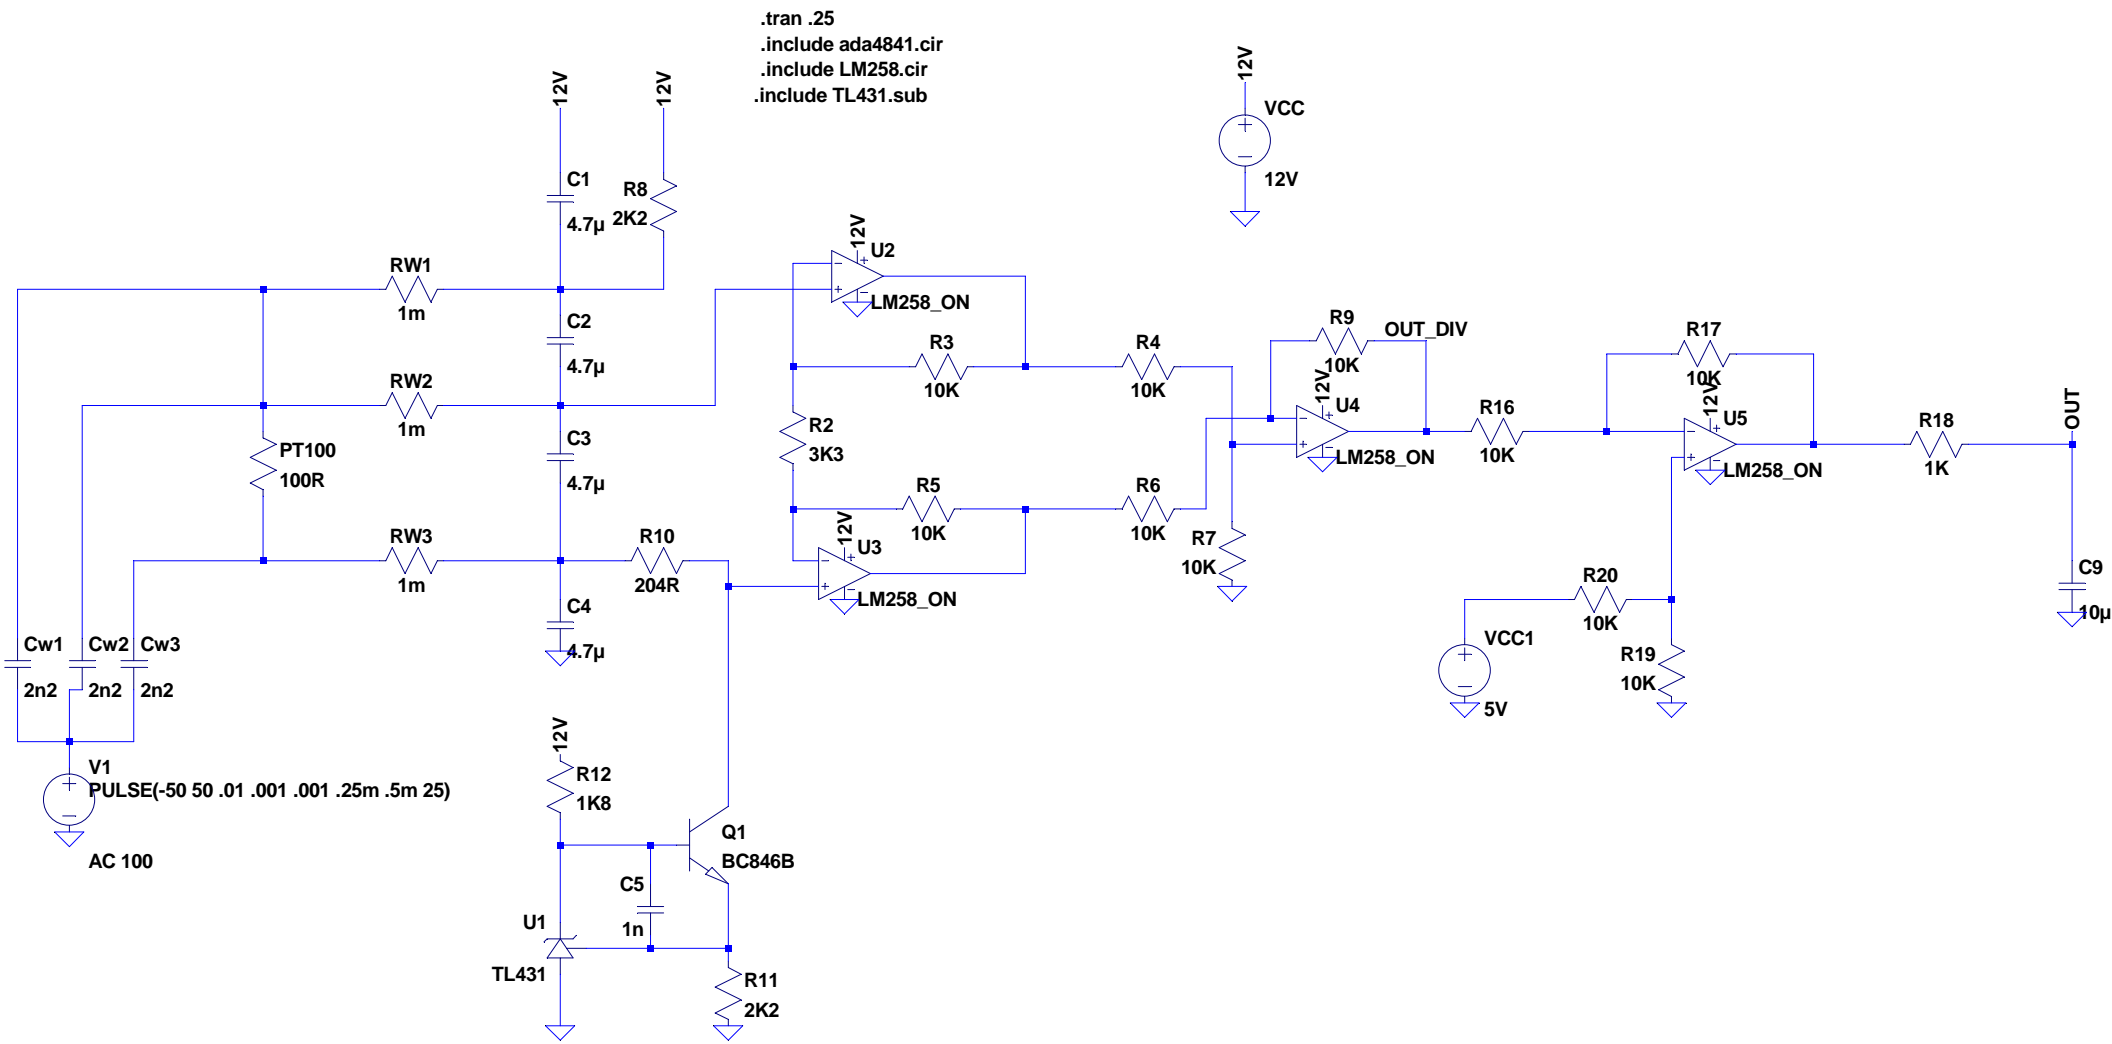 .tran .25
.include ada4841.cir
.include LM258.cir
.include TL431.sub
12V
12V
12V
VCC
12V
C1
4.7µ
R8
2K2
12V
U2
LM258_ON
RW1
1m
C2
4.7µ
R3
10K
R4
10K
R9
10K
OUT_DIV
R17
10K
RW2
1m
12V
U4
LM258_ON
R16
10K
12V
U5
LM258_ON
R18
1K
OUT
PT100
100R
C3
4.7µ
R2
3K3
R5
10K
R6
10K
RW3
1m
R10
204R
12V
U3
LM258_ON
R7
10K
R20
10K
C9
10µ
C4
4.7µ
Cw1
2n2
Cw2
2n2
Cw3
2n2
VCC1
5V
R19
10K
V1
PULSE(-50 50 .01 .001 .001 .25m .5m 25)
AC 100
12V
R12
1K8
Q1
BC846B
C5
1n
U1
TL431
R11
2K2